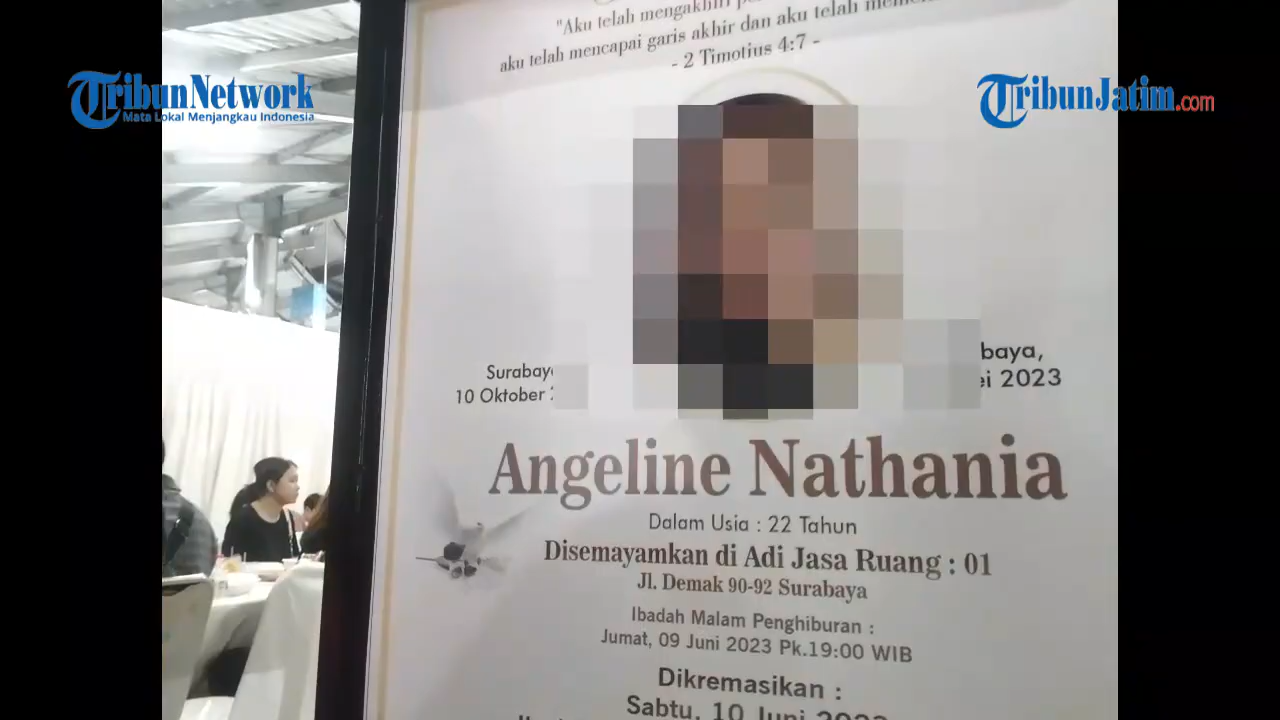 "Aku telah mengakhiri
aku telah mencapai garis akhir dan aku telah
- 2 Timotius 4:7 -
TribunNetwork
Mata Lokal Menjangkau Indonesia
TribunJatim.com
baya,
ei 2023
Surabay
10 Oktober
Angeline Nathania
Dalam Usia : 22 Tahun
Disemayamkan di Adi Jasa Ruang : 01
Jl. Demak 90-92 Surabaya
Ibadah Malam Penghiburan :
Jumat, 09 Juni 2023 Pk.19:00 WIB
Dikremasikan :
Sabtu, 10 Juni 2023